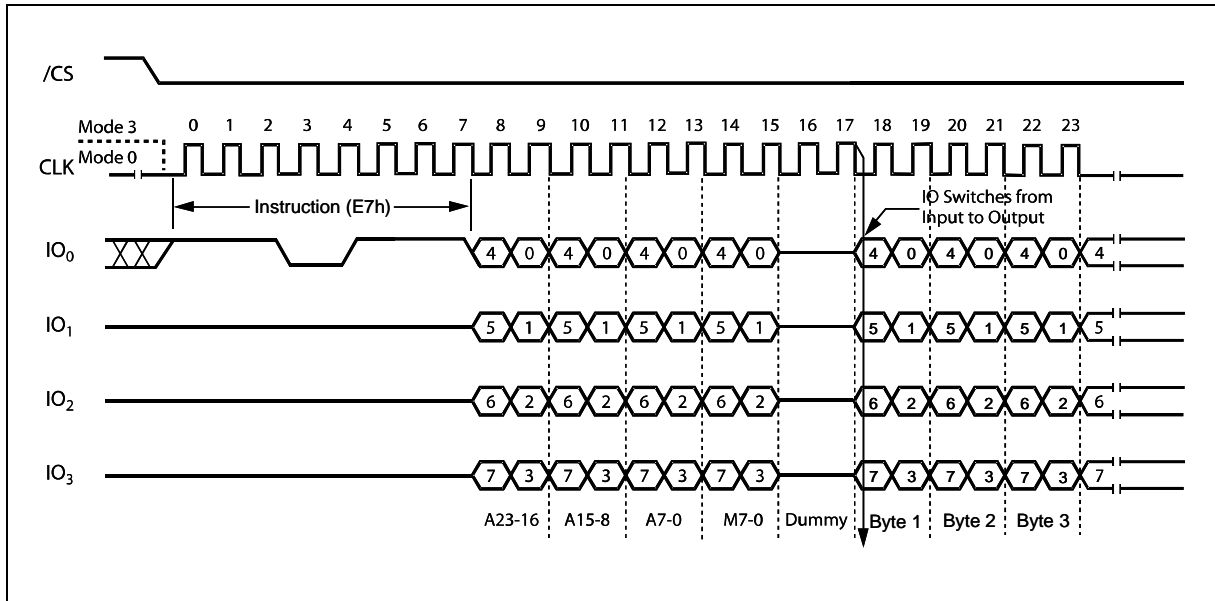 /CS
Mode 3
0 1 2 3 4 5 6 7 8 9 10 11 12 13 14 15 16 17 18 19 20 21 22 23
CLK
Mode 0
Instruction (E7h)
IO Switches from
Input to Output
IO0
4 0 4 0 4 0 4 0 4 0 4 0 4 0 4
IO1
5 1 5 1 5 1 5 1 5 1 5 1 5 1 5
IO2
6 2 6 2 6 2 6 2 6 2 6 2 6 2 6
IO3
7 3 7 3 7 3 7 3 7 3 7 3 7 3 7
A23-16 A15-8 A7-0 M7-0 Dummy Byte 1 Byte 2 Byte 3